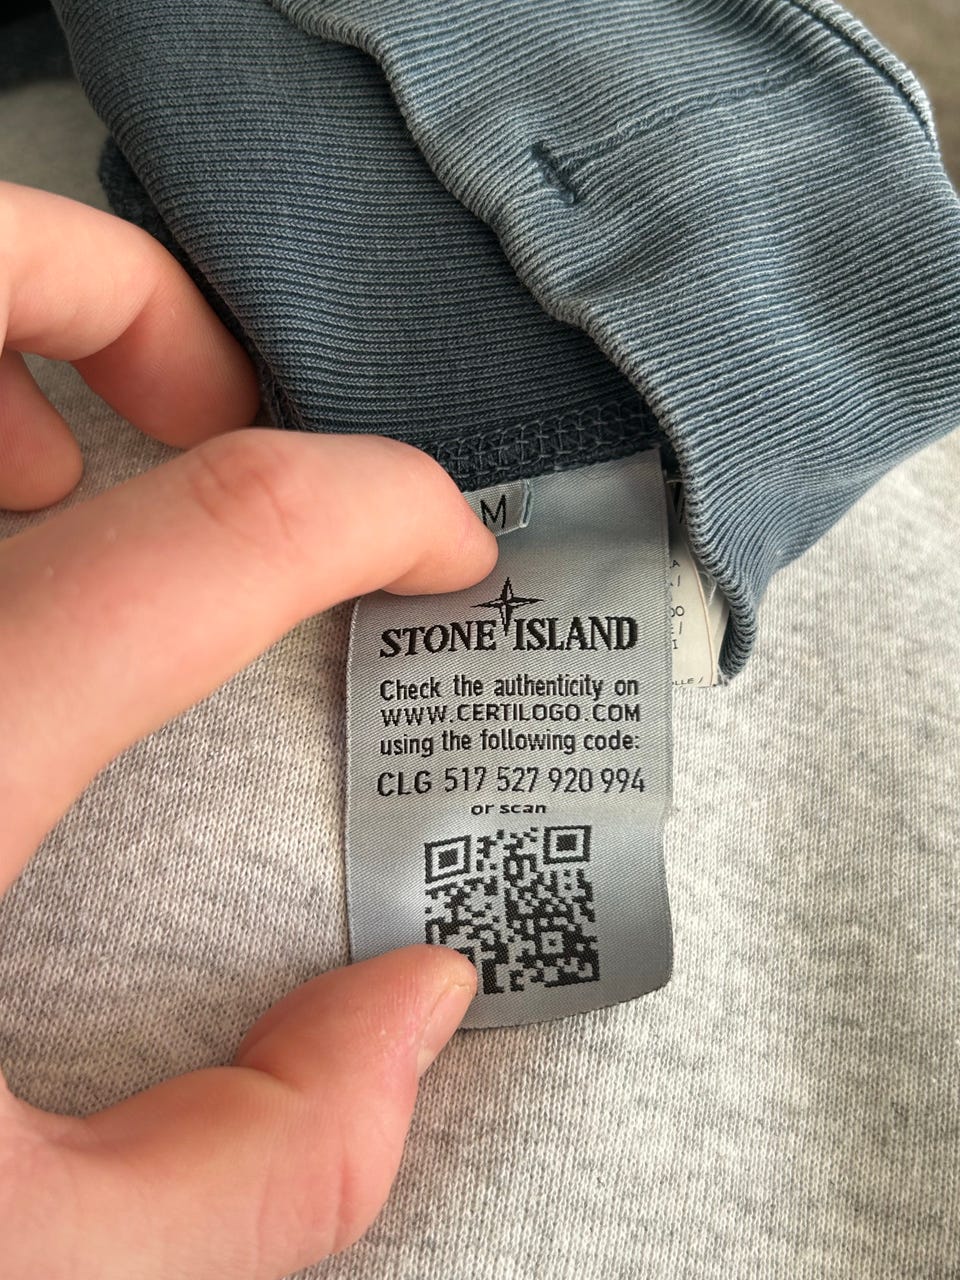 M
STONE ISLAND
Check the authenticity on
WWW.CERTILOGO.COM
using the following code:
CLG 517 527 920 994
or scan